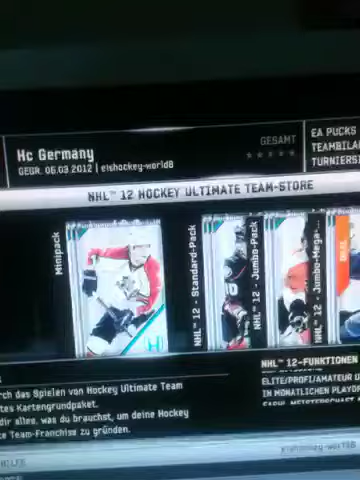 Hc Germany
GEGR. 06.03 2012 | eishockey-world8
GESAMT
EA PUCKS
TEAMBILA
TURNIERS
NHL™ 12 HOCKEY ULTIMATE TEAM-STORE
Minipack
NHL™ 12 - Standard-Pack
NHL™ 12 - Jumbo-Pack
NHL™ 12 - Jumbo-Mega-...
rch das Spielen von Hockey Ultimate Team
tes Kartengrundpaket.
dir alles, was du brauchst, um deine Hockey
te Team-Franchise zu gründen.
NHL™ 12-FUNKTIONEN
ELITE/PROFI/AMATEUR U
IN MONATLICHEN PLAYOF
eishockey-world8